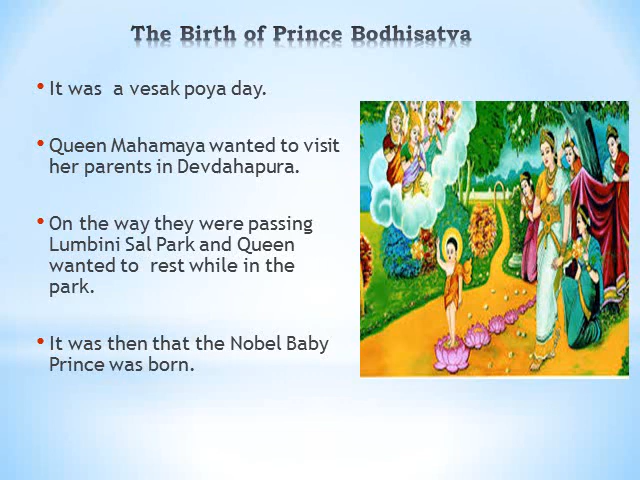 The Birth of Prince Bodhisatva
• It was  a vesak poya day.
• Queen Mahamaya wanted to visit
her parents in Devdahapura.
• On the way they were passing
Lumbini Sal Park and Queen
wanted to  rest while in the
park.
• It was then that the Nobel Baby
Prince was born.